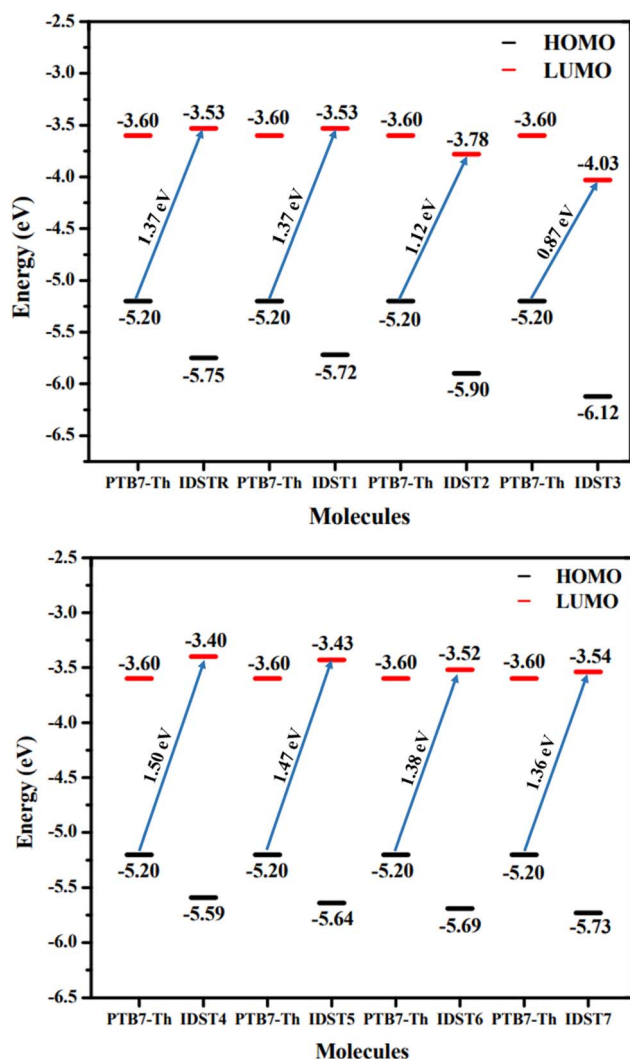 -2.5
HOMO
LUMO
-3.0
-3.60 -3.53 -3.60 -3.53 -3.60 -3.60
-3.5
-3.78
-4.0
-4.03
1.37 eV 1.37 eV 1.12 eV 0.87 eV
-4.5
Energy (eV)
-5.0
-5.20 -5.20 -5.20 -5.20
-5.5
-5.75 -5.72 -5.90
-6.0
-6.12
-6.5
PTB7-Th IDSTR PTB7-Th IDST1 PTB7-Th IDST2 PTB7-Th IDST3
Molecules
-2.5
HOMO
LUMO
-3.0
-3.60 -3.40 -3.60 -3.43 -3.60 -3.52 -3.60 -3.54
-3.5
-4.0
1.50 eV 1.47 eV 1.38 eV 1.36 eV
-4.5
Energy (eV)
-5.0
-5.20 -5.20 -5.20 -5.20
-5.5
-5.59 -5.64 -5.69 -5.73
-6.0
-6.5
PTB7-Th IDST4 PTB7-Th IDST5 PTB7-Th IDST6 PTB7-Th IDST7
Molecules